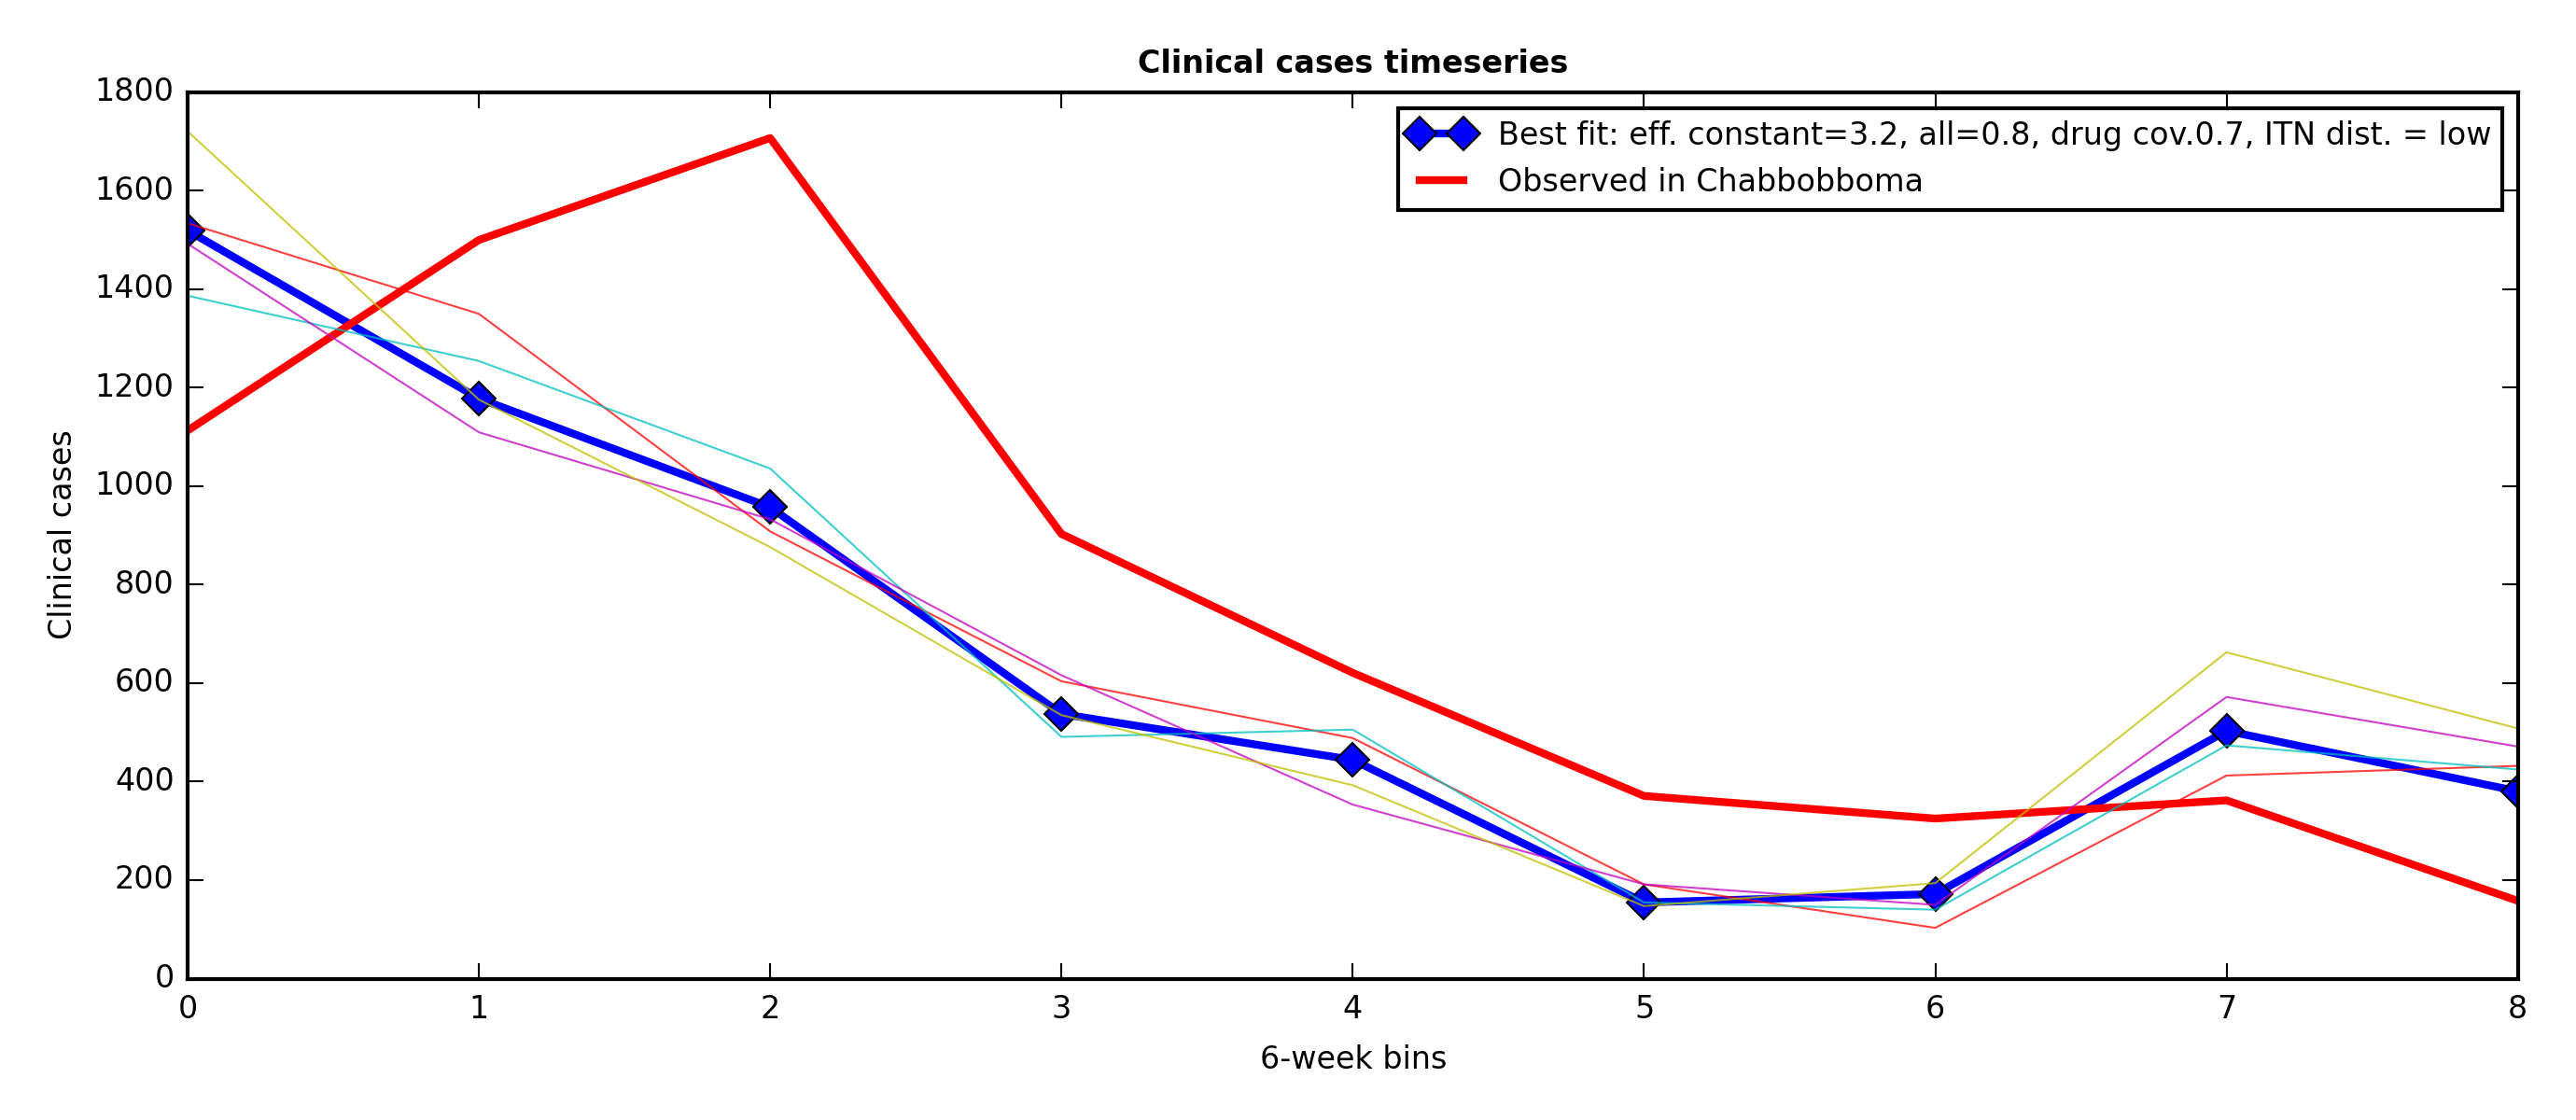 Clinical cases timeseries
1800
1600
1400
1200
1000
800
600
400
200
0
Clinical cases
Best fit: eff. constant=3.2, all=0.8, drug cov.0.7, ITN dist. = low
Observed in Chabbobboma
0 1 2 3 4 5 6 7 8
6-week bins